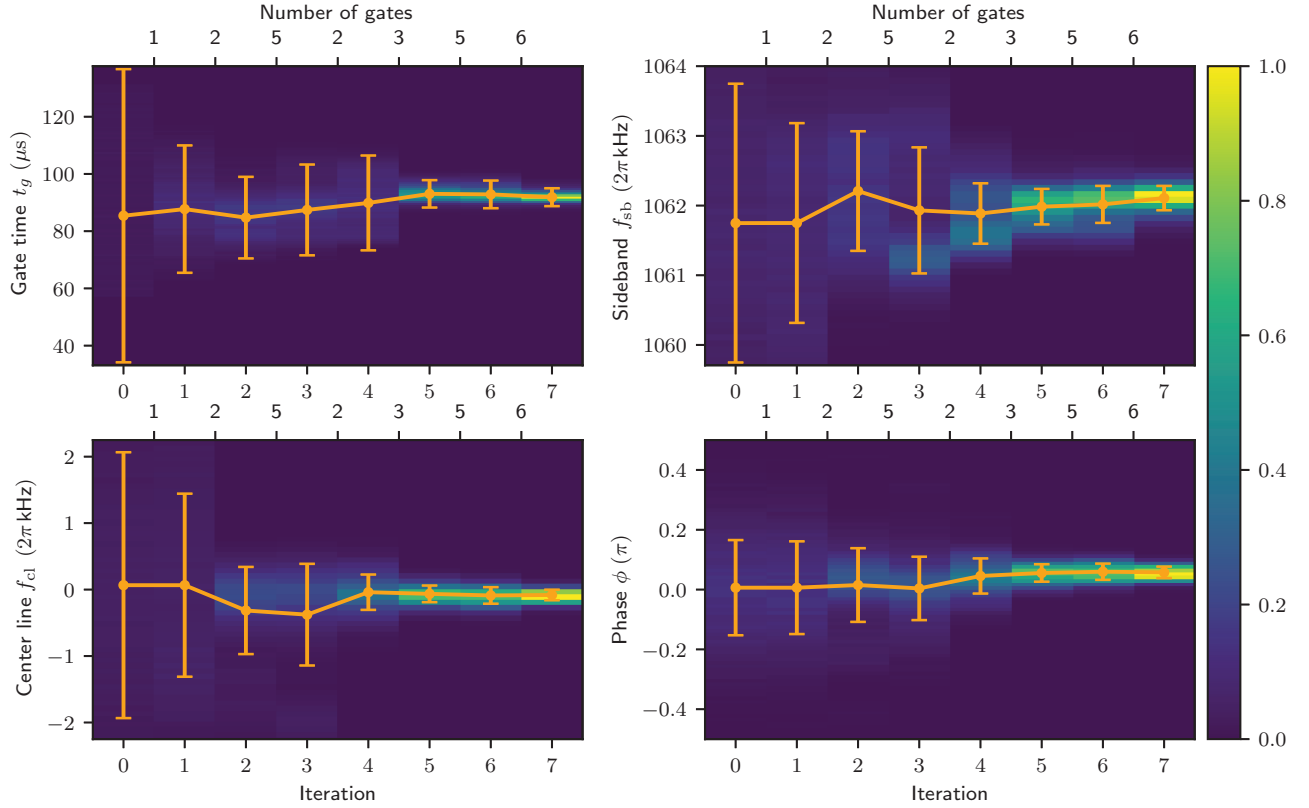 Number of gates
Number of gates
1 2 5 2 3 5 6
1 2 5 2 3 5 6
Gate time t_g (μs)
120
100
80
60
40
0 1 2 3 4 5 6 7
Sideband f_sb (2π kHz)
1064
1063
1062
1061
1060
0 1 2 3 4 5 6 7
1.0
0.8
0.6
0.4
0.2
0.0
1 2 5 2 3 5 6
1 2 5 2 3 5 6
Center line f_cl (2π kHz)
2
1
0
−1
−2
0 1 2 3 4 5 6 7
Iteration
Phase ϕ (π)
0.4
0.2
0.0
−0.2
−0.4
0 1 2 3 4 5 6 7
Iteration